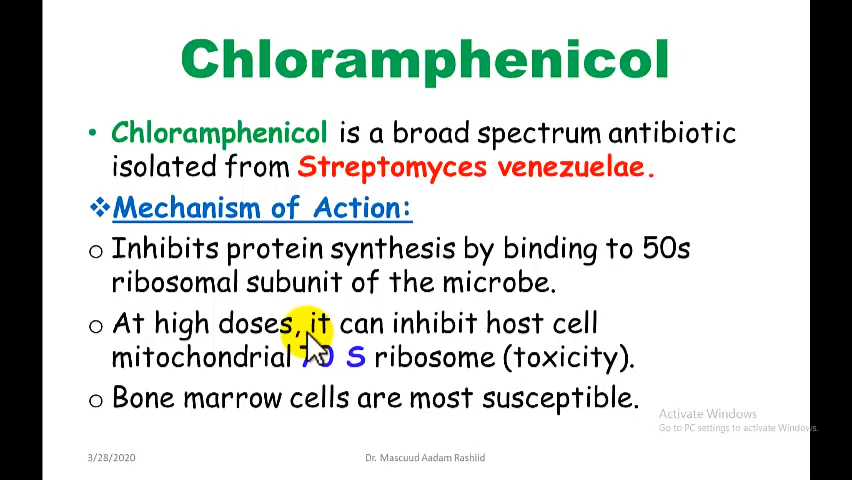 Chloramphenicol
• Chloramphenicol is a broad spectrum antibiotic
isolated from Streptomyces venezuelae.
❖Mechanism of Action:
o Inhibits protein synthesis by binding to 50s
ribosomal subunit of the microbe.
o At high doses, it can inhibit host cell
mitochondrial 70 S ribosome (toxicity).
o Bone marrow cells are most susceptible.
Activate Windows
Go to PC settings to activate Windows.
3/28/2020
Dr. Mascuud Aadam Rashiid